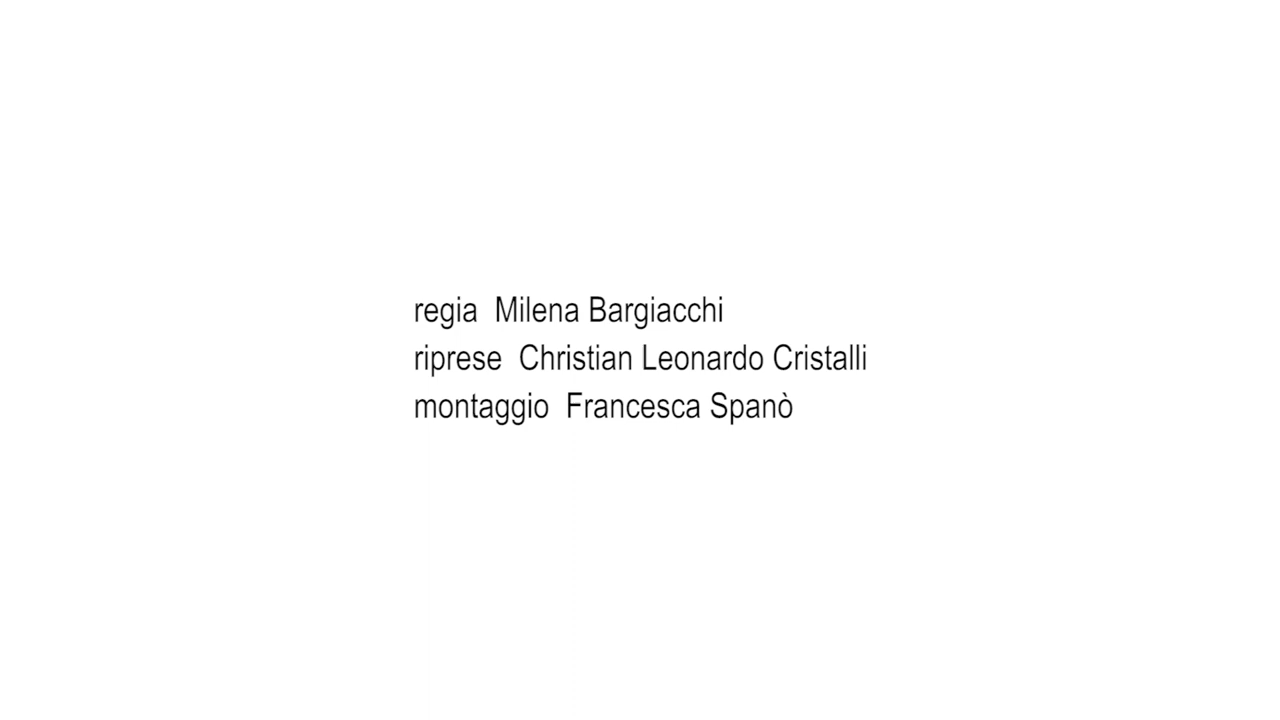 regia  Milena Bargiacchi
riprese  Christian Leonardo Cristalli
montaggio  Francesca Spanò